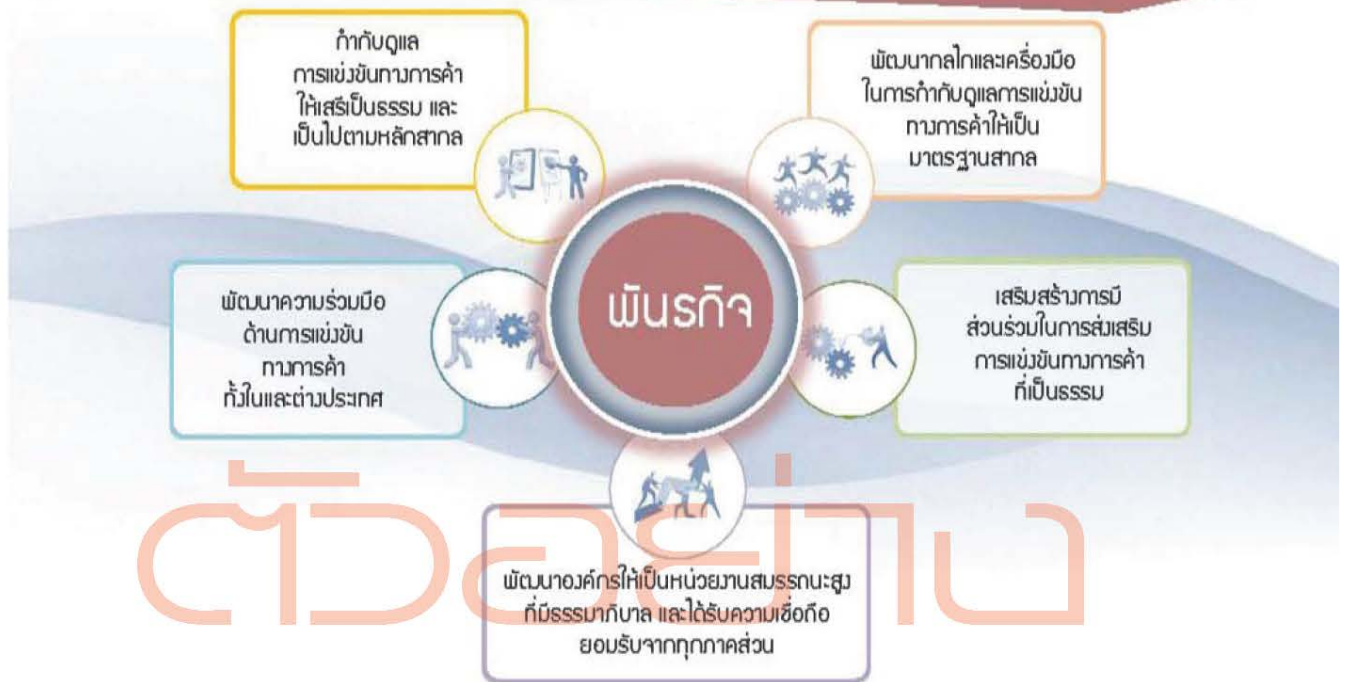 กำกับดูแล
การแข่งขันทางการค้า
ให้เสรีเป็นธรรม และ
เป็นไปตามหลักสากล
พัฒนากลไกและเครื่องมือ
ในการกำกับดูแลการแข่งขัน
ทางการค้าให้เป็น
มาตรฐานสากล
พันธกิจ
พัฒนาความร่วมมือ
ด้านการแข่งขัน
ทางการค้า
ทั้งในและต่างประเทศ
เสริมสร้างการมี
ส่วนร่วมในการส่งเสริม
การแข่งขันทางการค้า
ที่เป็นธรรม
ตัวอย่าง
พัฒนาองค์กรให้เป็นหน่วยงานสมรรถนะสูง
ที่มีธรรมาภิบาล และได้รับความเชื่อถือ
ยอมรับจากทุกภาคส่วน